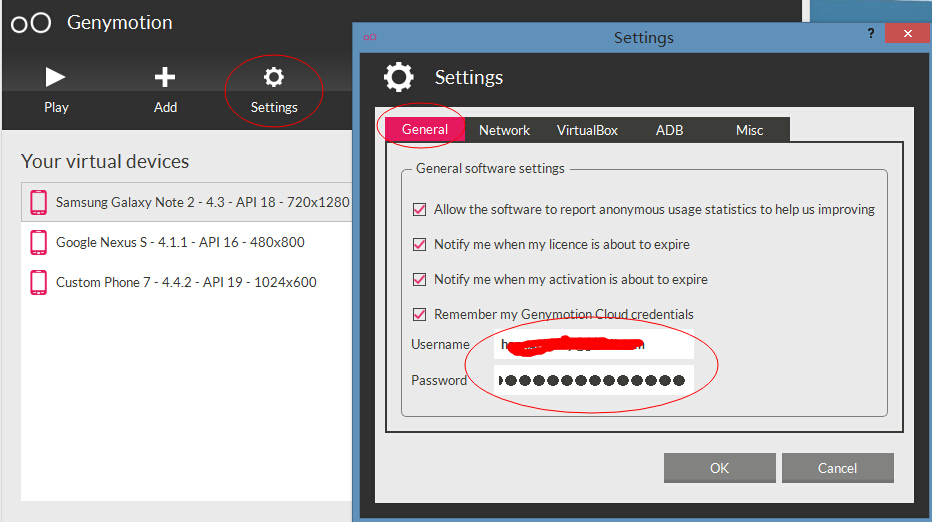 Genymotion
Play
Add
Settings
Your virtual devices
Samsung Galaxy Note 2 - 4.3 - API 18 - 720x1280
Google Nexus S - 4.1.1 - API 16 - 480x800
Custom Phone 7 - 4.4.2 - API 19 - 1024x600
Settings
?
Settings
General
Network
VirtualBox
ADB
Misc
General software settings
Allow the software to report anonymous usage statistics to help us improving
Notify me when my licence is about to expire
Notify me when my activation is about to expire
Remember my Genymotion Cloud credentials
Username
Password
OK
Cancel